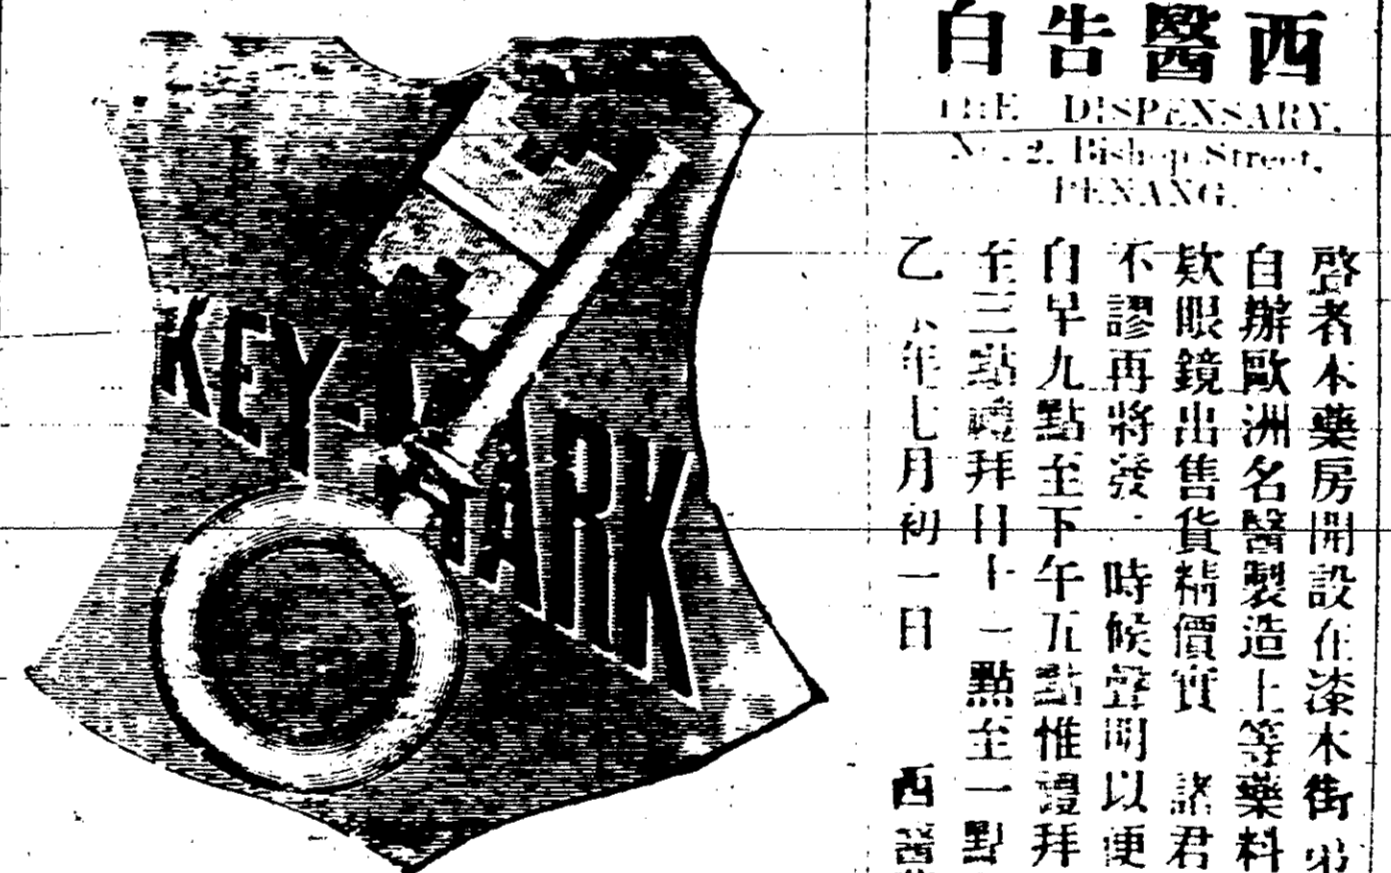 KEY-MARK
西醫告白
THE DISPENSARY,
No. 2, Bishop Street,
PENANG.
啓者本藥房開設在漆木街
自辦歐洲名醫製造上等藥料
欵眼鏡出售貨精價實 諸君
不謬再將發 時候聲明以便
自早九點至下午五點惟禮拜
至三點禮拜日十一點至一點
乙 年七月初一日 西醫